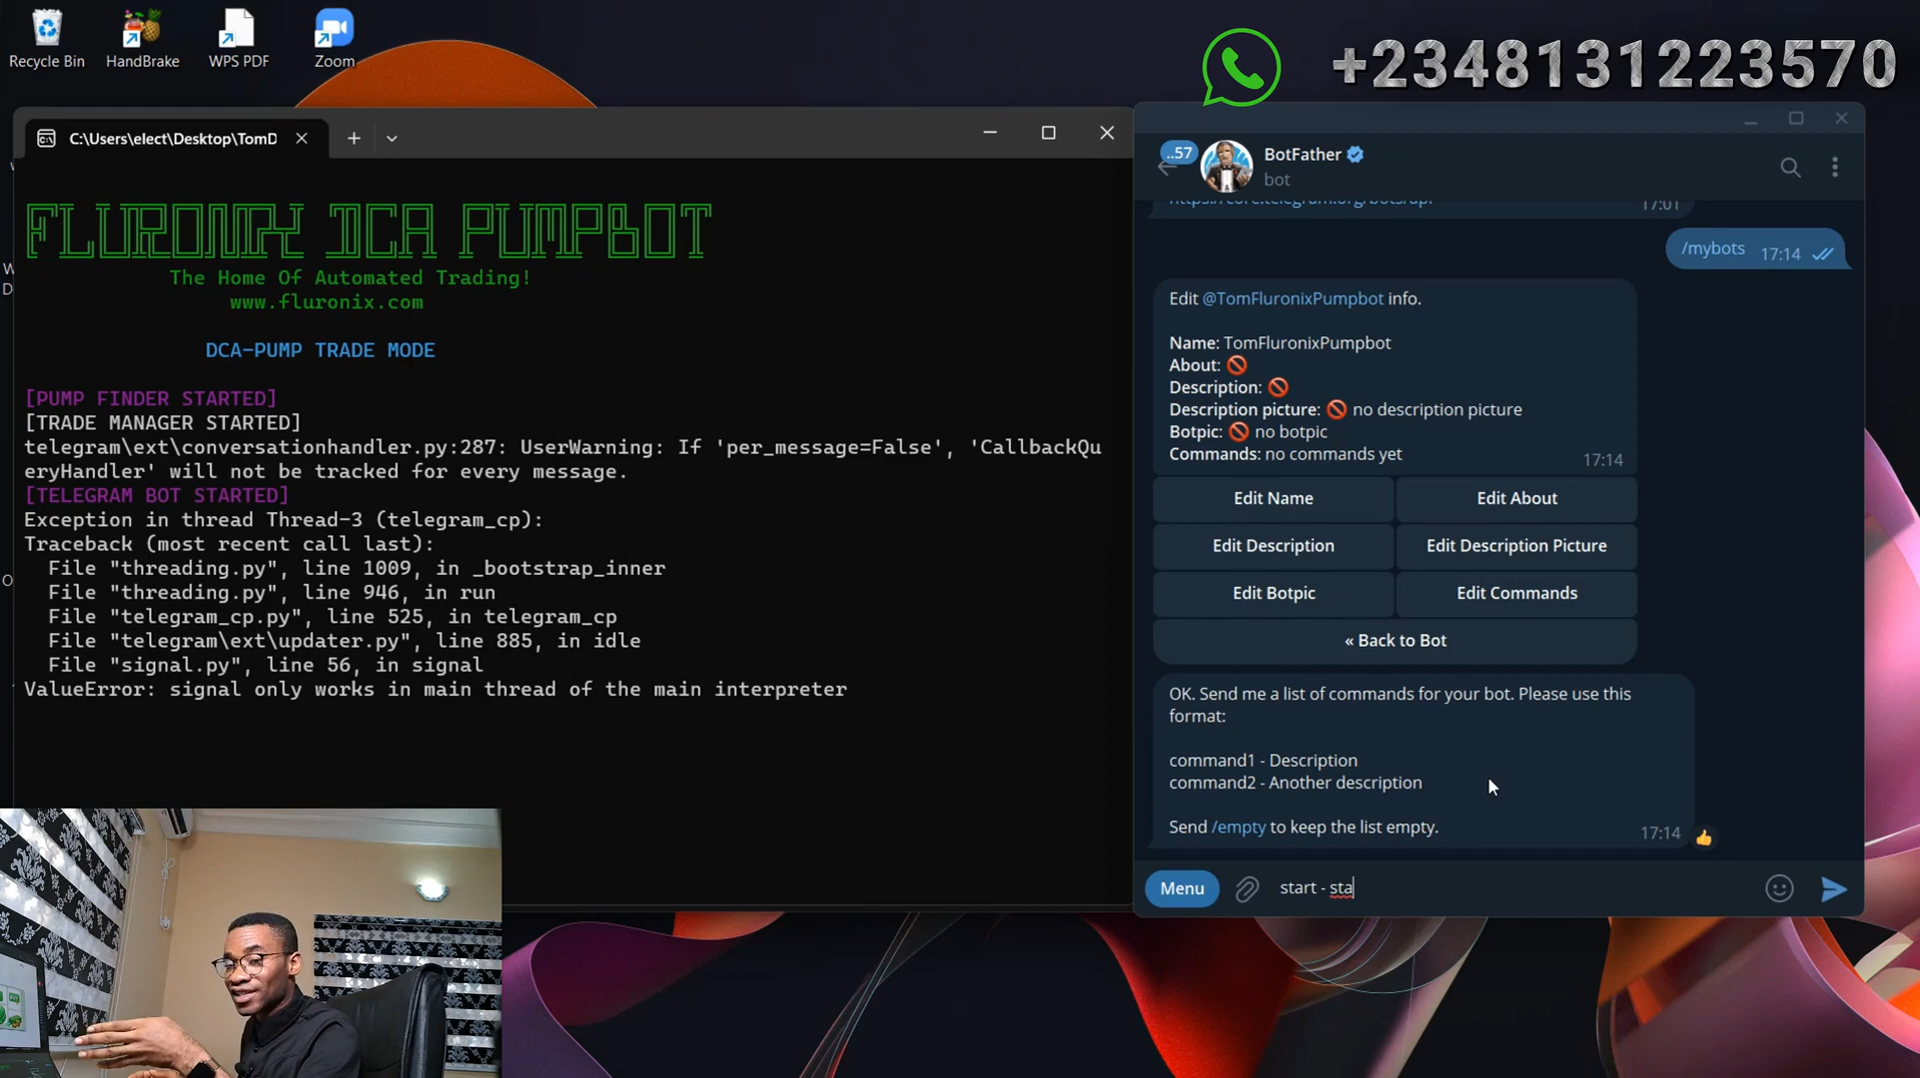 Recycle Bin
HandBrake
WPS PDF
Zoom
+2348131223570
C:\Users\elect\Desktop\TomD
FLURONIX DCA PUMPBOT
The Home Of Automated Trading!
www.fluronix.com
DCA-PUMP TRADE MODE
[PUMP FINDER STARTED]
[TRADE MANAGER STARTED]
telegram\ext\conversationhandler.py:287: UserWarning: If 'per_message=False', 'CallbackQu
eryHandler' will not be tracked for every message.
[TELEGRAM BOT STARTED]
Exception in thread Thread-3 (telegram_cp):
Traceback (most recent call last):
File "threading.py", line 1009, in _bootstrap_inner
File "threading.py", line 946, in run
File "telegram_cp.py", line 525, in telegram_cp
File "telegram\ext\updater.py", line 885, in idle
File "signal.py", line 56, in signal
ValueError: signal only works in main thread of the main interpreter
..57
BotFather
bot
https://core.telegram.org/bots/api
17:01
/mybots 17:14
Edit @TomFluronixPumpbot info.
Name: TomFluronixPumpbot
About: 🚫
Description: 🚫
Description picture: 🚫 no description picture
Botpic: 🚫 no botpic
Commands: no commands yet
17:14
Edit Name
Edit About
Edit Description
Edit Description Picture
Edit Botpic
Edit Commands
« Back to Bot
OK. Send me a list of commands for your bot. Please use this
format:
command1 - Description
command2 - Another description
Send /empty to keep the list empty.
17:14
Menu
start - sta